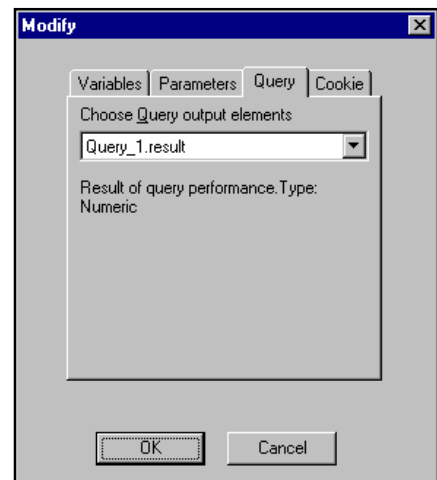 Modify
Variables Parameters Query Cookie
Choose Query output elements
Query_1.result
Result of query performance.Type:
Numeric
OK Cancel